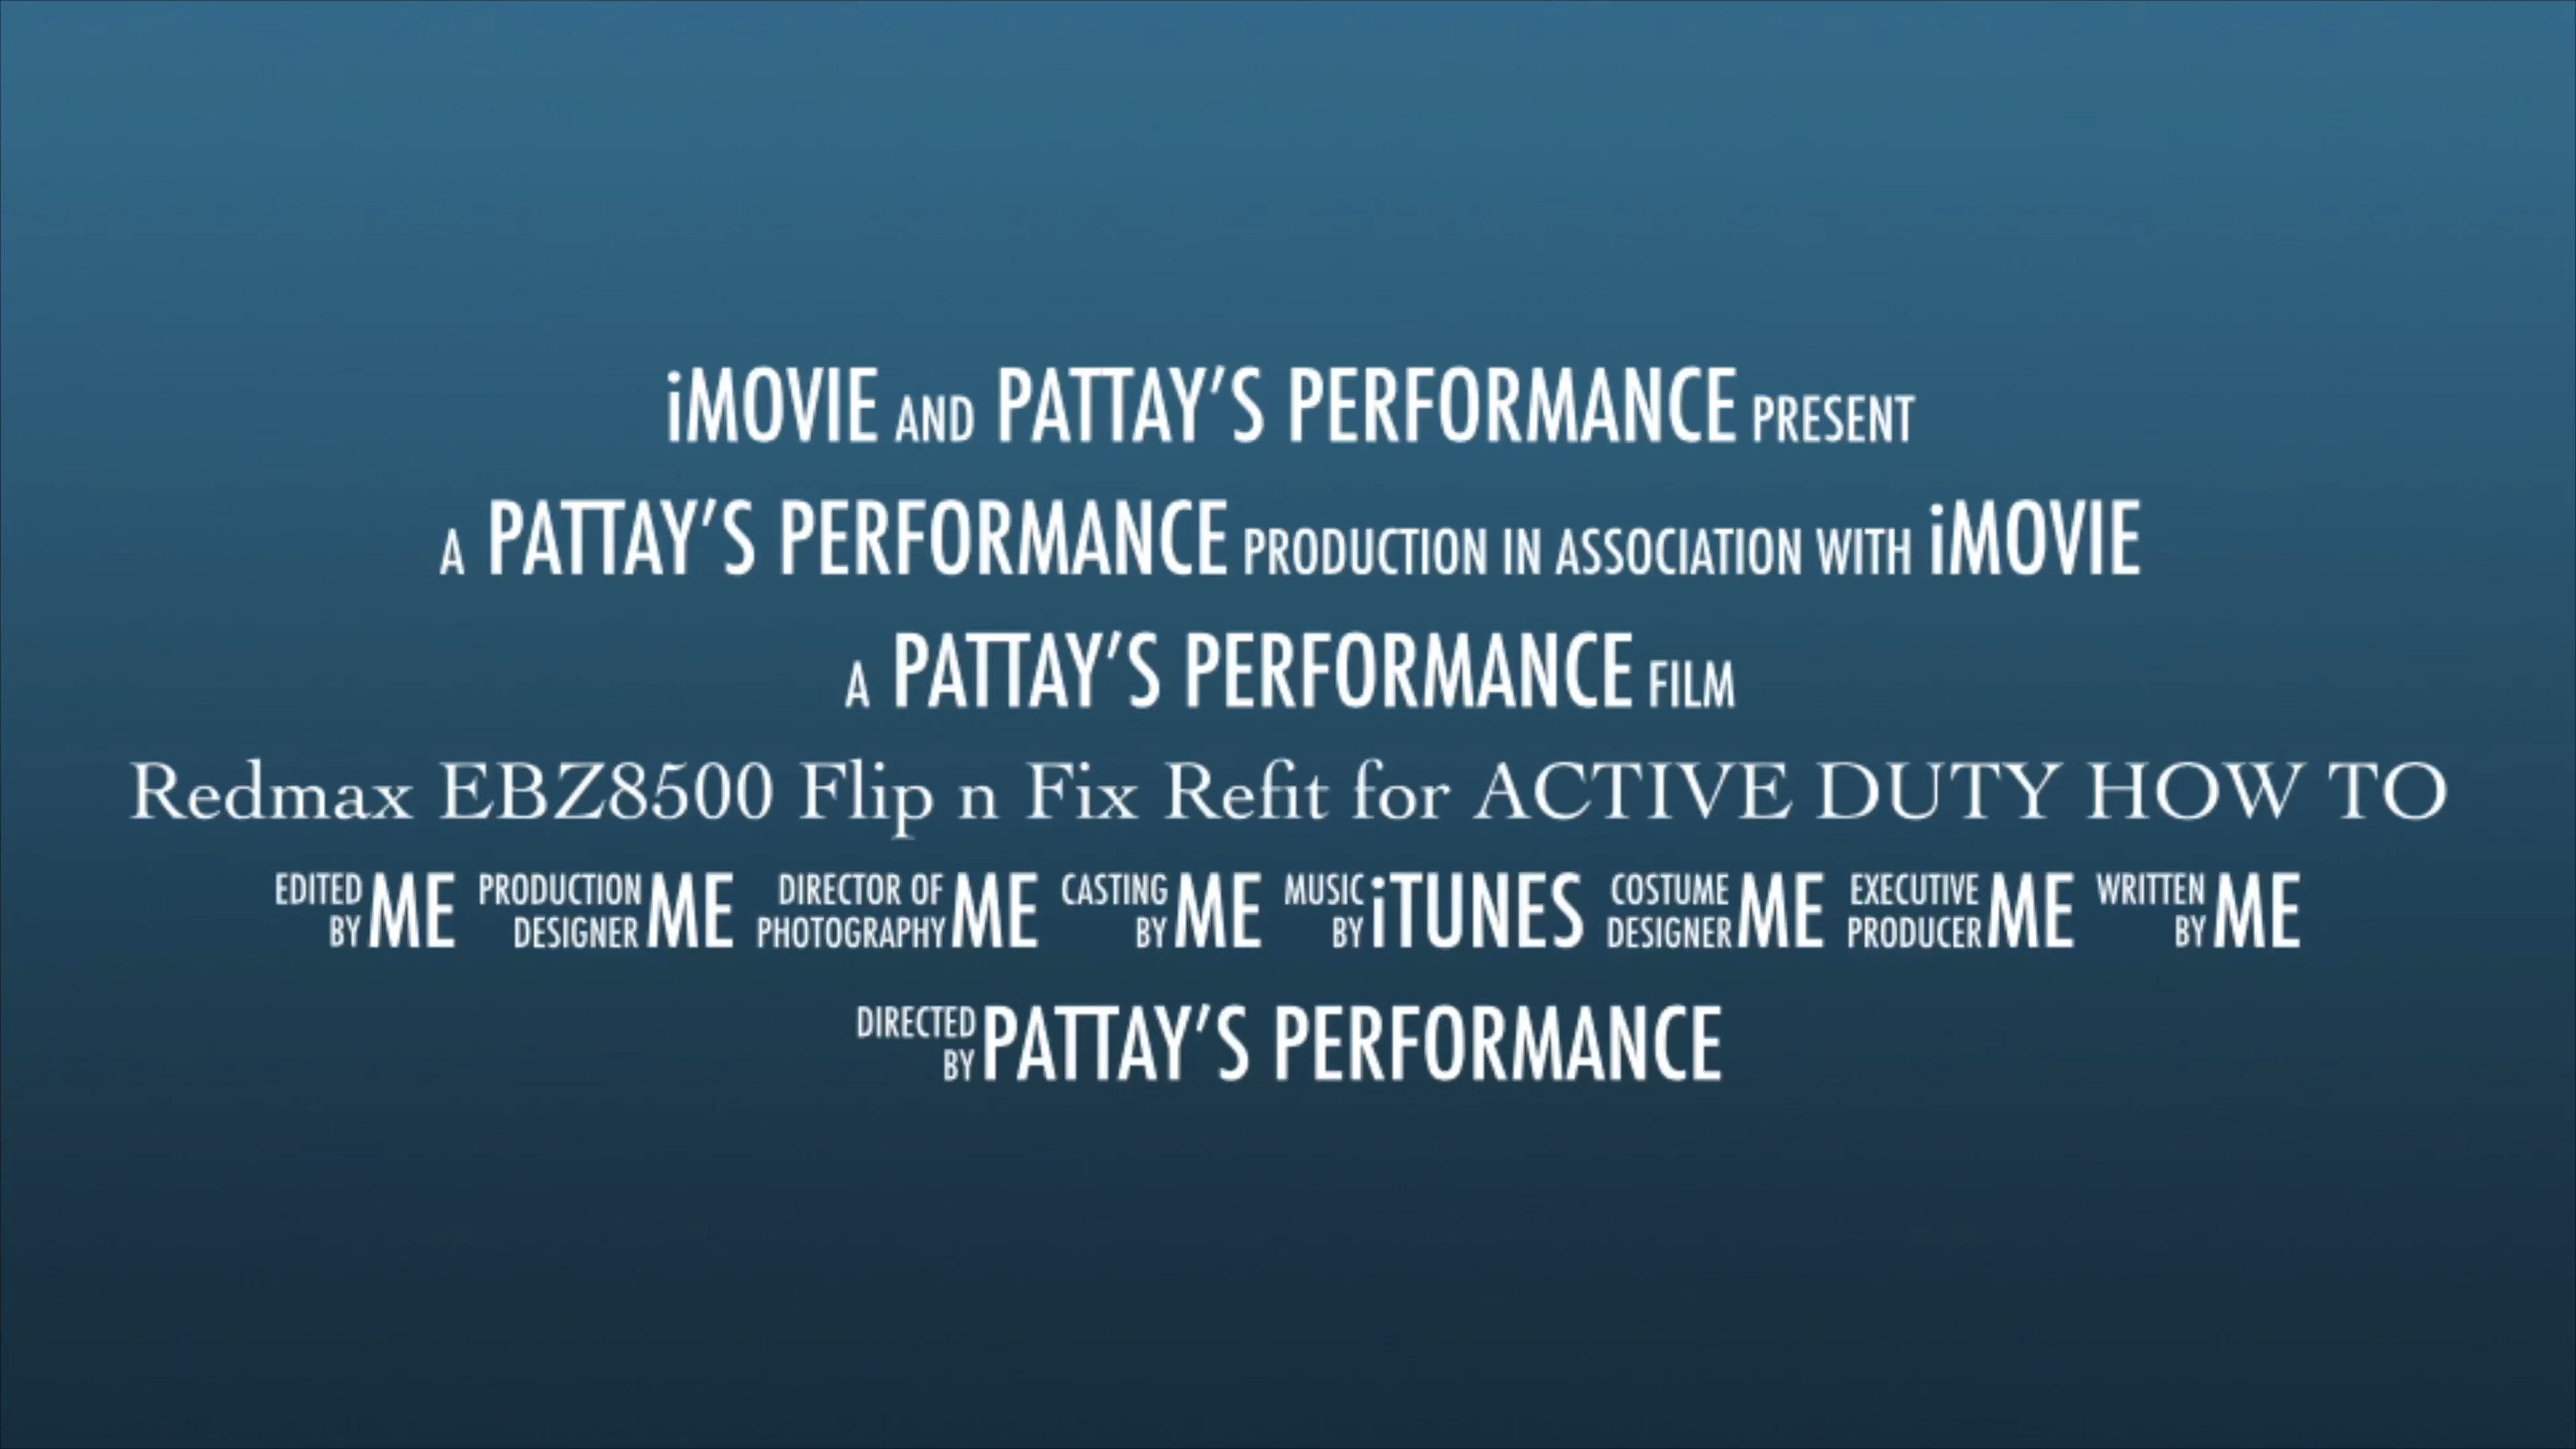 iMOVIE AND PATTAY'S PERFORMANCE PRESENT
A PATTAY'S PERFORMANCE PRODUCTION IN ASSOCIATION WITH iMOVIE
A PATTAY'S PERFORMANCE FILM
Redmax EBZ8500 Flip n Fix Refit for ACTIVE DUTY HOW TO
EDITED BY ME PRODUCTION DESIGNER ME DIRECTOR OF PHOTOGRAPHY ME CASTING BY ME MUSIC BY iTUNES COSTUME DESIGNER ME EXECUTIVE PRODUCER ME WRITTEN BY ME
DIRECTED BY PATTAY'S PERFORMANCE